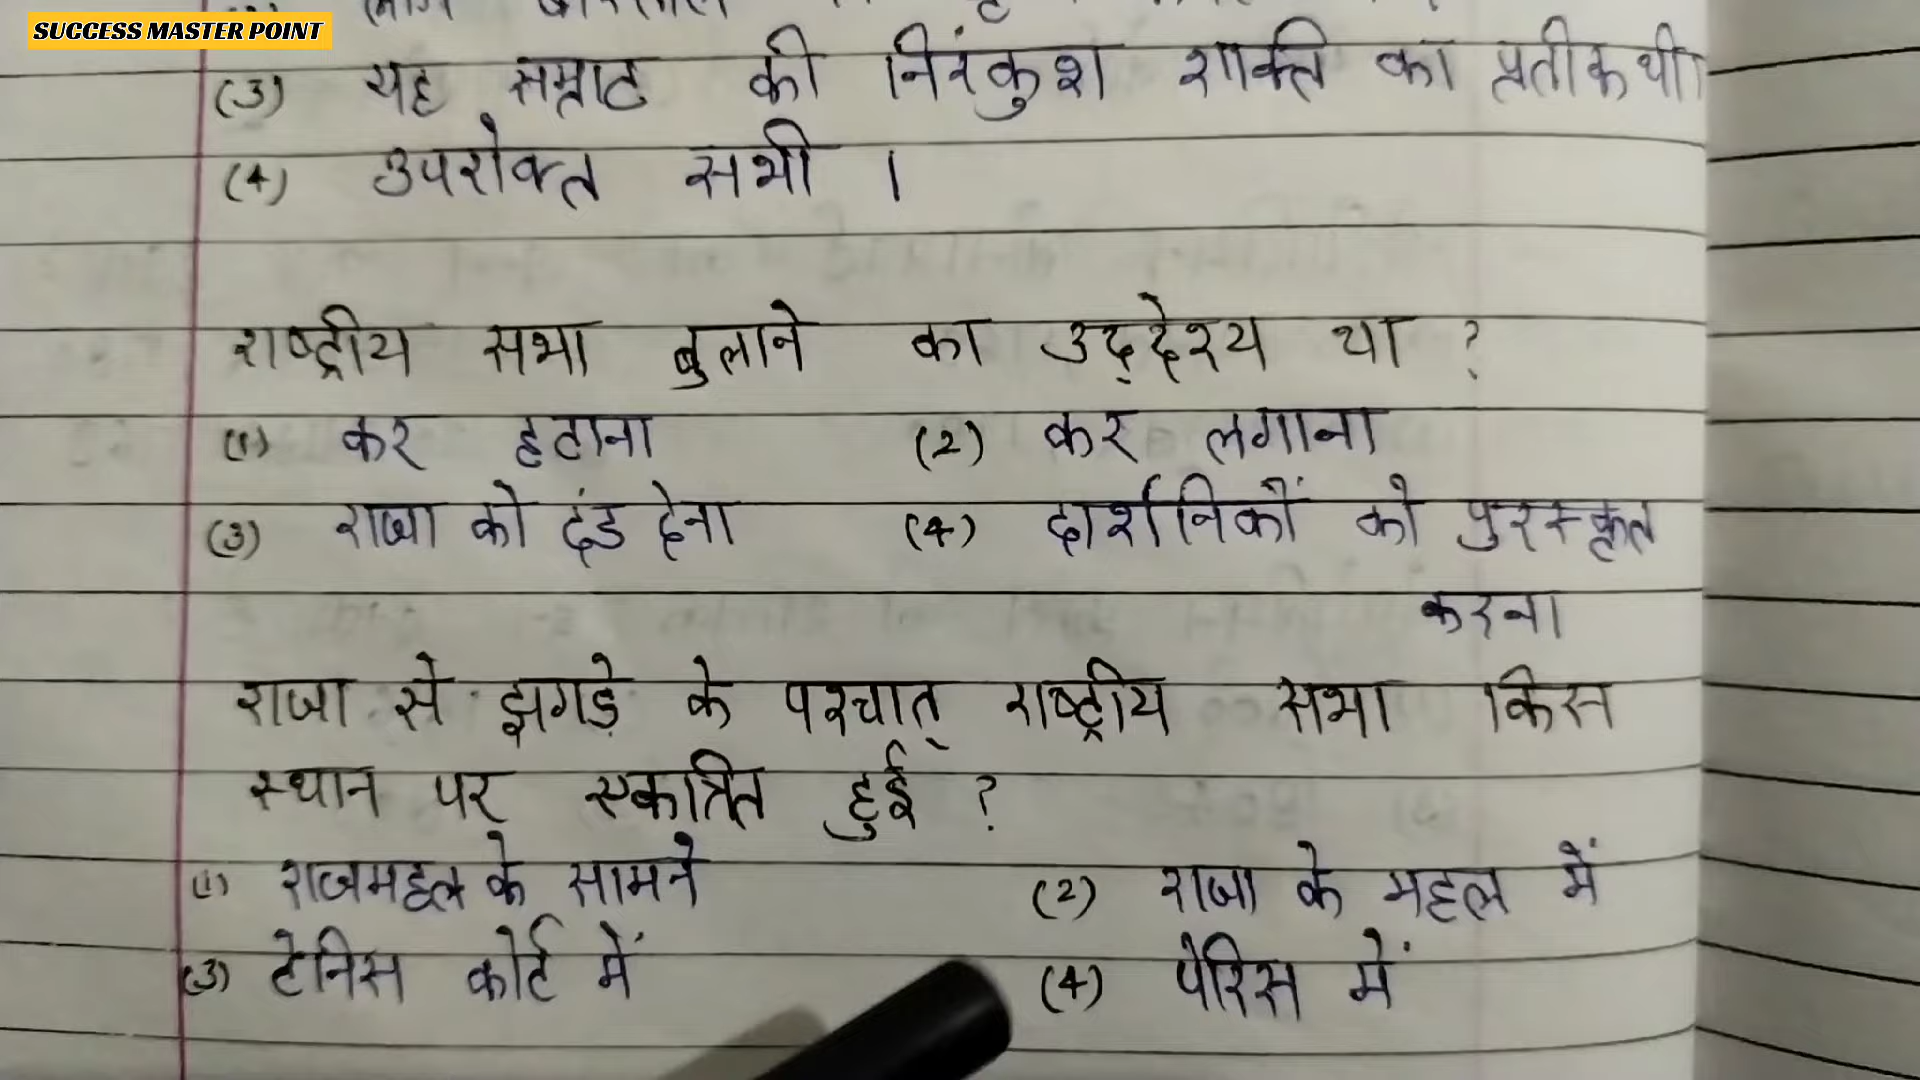 SUCCESS MASTER POINT
(3) यह सम्राट की निरंकुश शक्ति का प्रतीक थी
(4) उपरोक्त सभी ।
राष्ट्रीय सभा बुलाने का उद्देश्य था ?
(1) कर हटाना (2) कर लगाना
(3) राजा को दंड देना (4) दार्शनिकों को पुरस्कृत
करना
राजा से झगड़े के पश्चात् राष्ट्रीय सभा किस
स्थान पर एकत्रित हुई ?
(1) राजमहल के सामने (2) राजा के महल में
(3) टेनिस कोर्ट में (4) पेरिस में